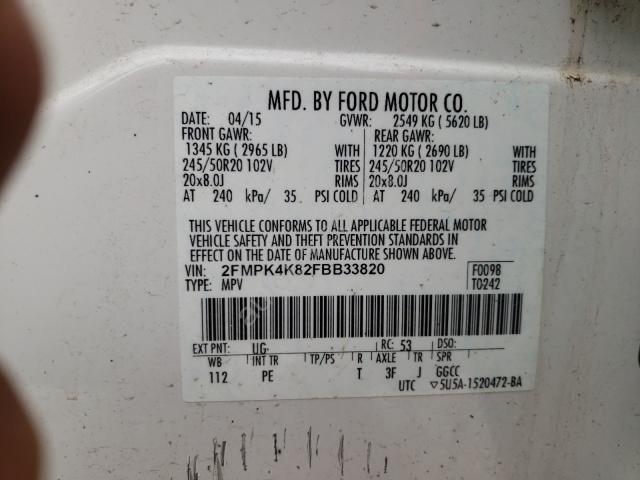 MFD. BY FORD MOTOR CO.
DATE: 04/15 GVWR: 2549 KG ( 5620 LB)
FRONT GAWR: REAR GAWR:
1345 KG ( 2965 LB) WITH 1220 KG ( 2690 LB) WITH
245/50R20 102V TIRES 245/50R20 102V TIRES
20x8.0J RIMS 20x8.0J RIMS
AT 240 kPa/ 35 PSI COLD AT 240 kPa/ 35 PSI COLD
THIS VEHICLE CONFORMS TO ALL APPLICABLE FEDERAL MOTOR
VEHICLE SAFETY AND THEFT PREVENTION STANDARDS IN
EFFECT ON THE DATE OF MANUFACTURE SHOWN ABOVE.
VIN: 2FMPK4K82FBB33820 F0098
TYPE: MPV T0242
EXT PNT: UG RC: 53 DSO:
WB INT TR TP/PS R AXLE TR SPR
112 PE T 3F J GGCC
UTC ▽5U5A-1520472-BA